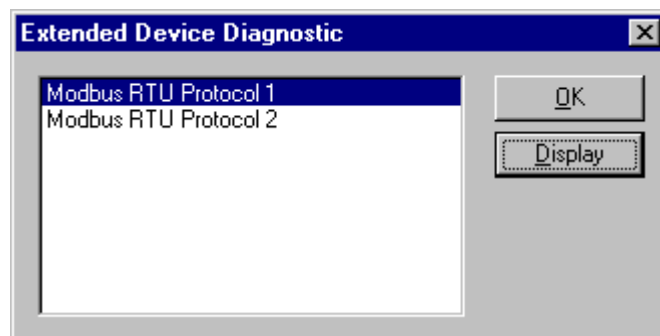 Extended Device Diagnostic
Modbus RTU Protocol 1
Modbus RTU Protocol 2
OK
Display